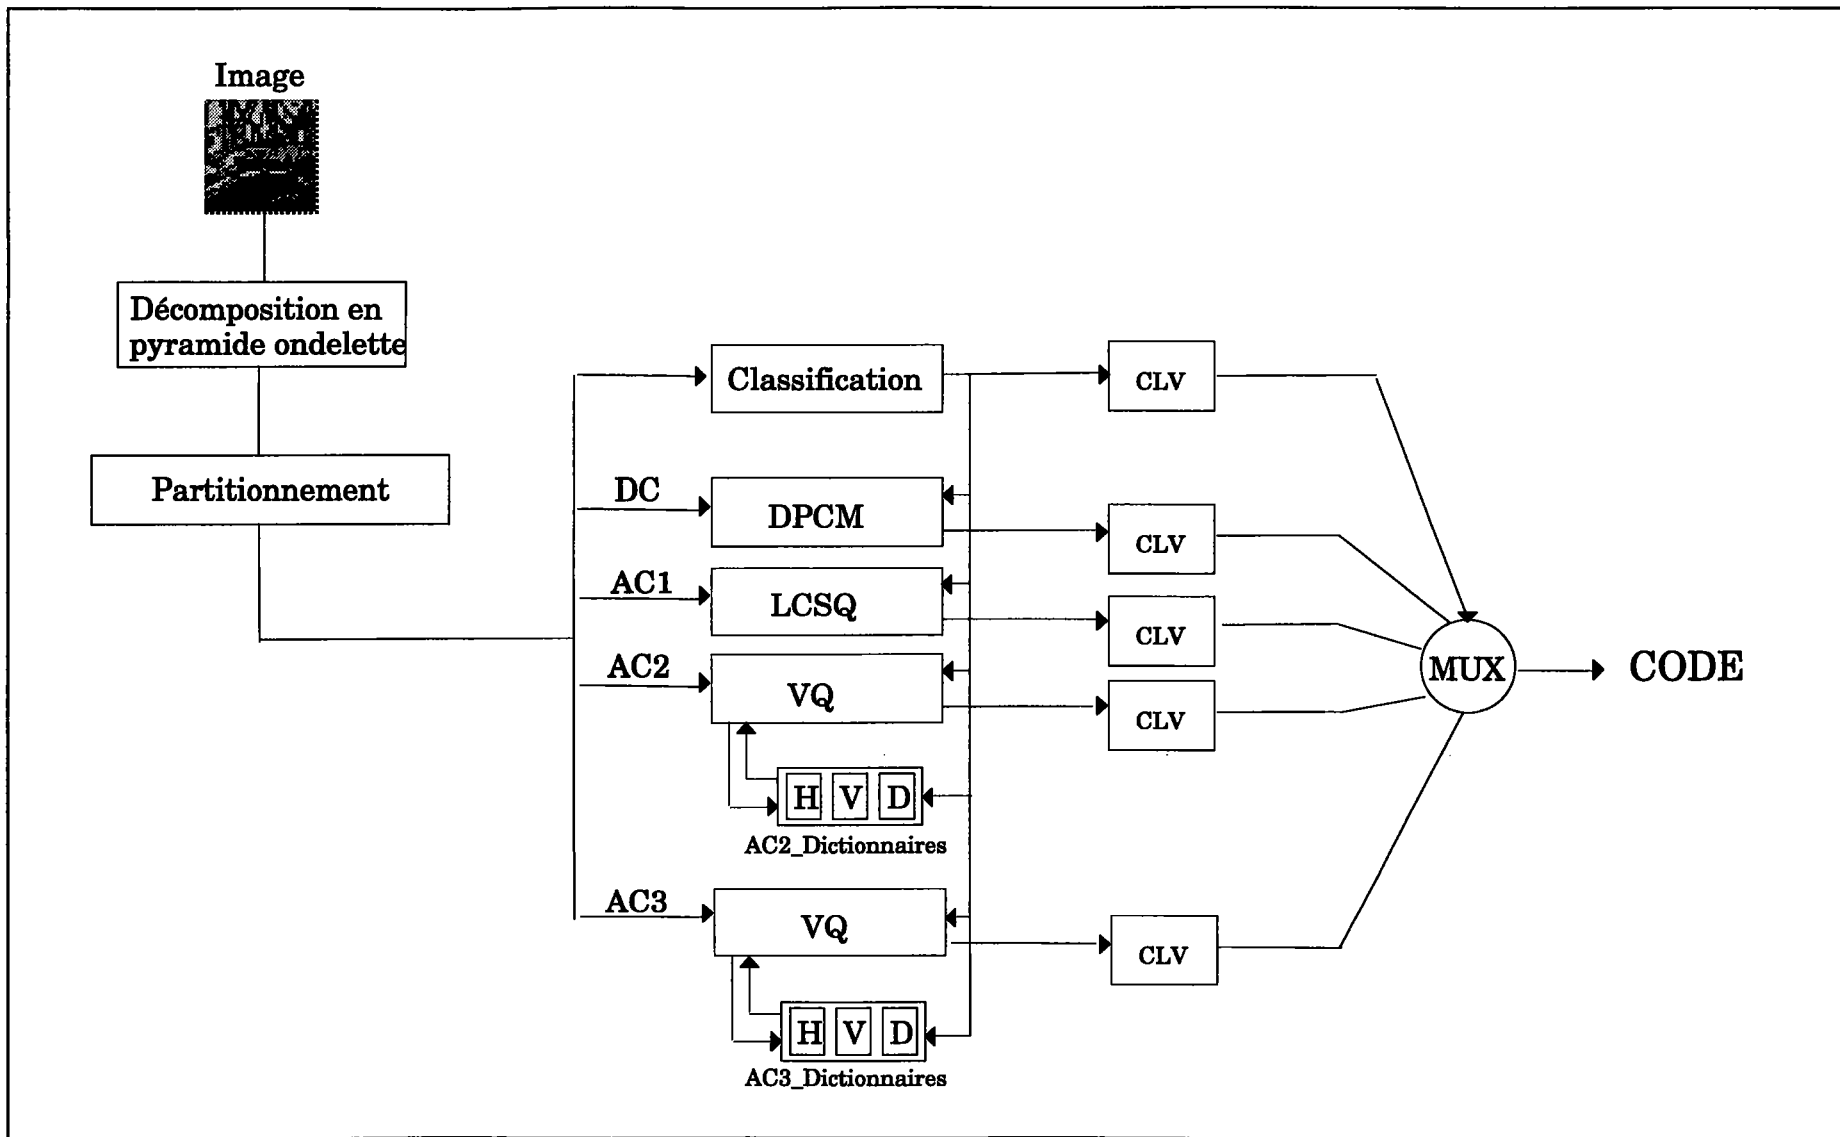 Image
Décomposition en
pyramide ondelette
Partitionnement
Classification
CLV
DC
DPCM
CLV
AC1
LCSQ
CLV
AC2
VQ
CLV
MUX
CODE
H V D
AC2_Dictionnaires
AC3
VQ
CLV
H V D
AC3_Dictionnaires